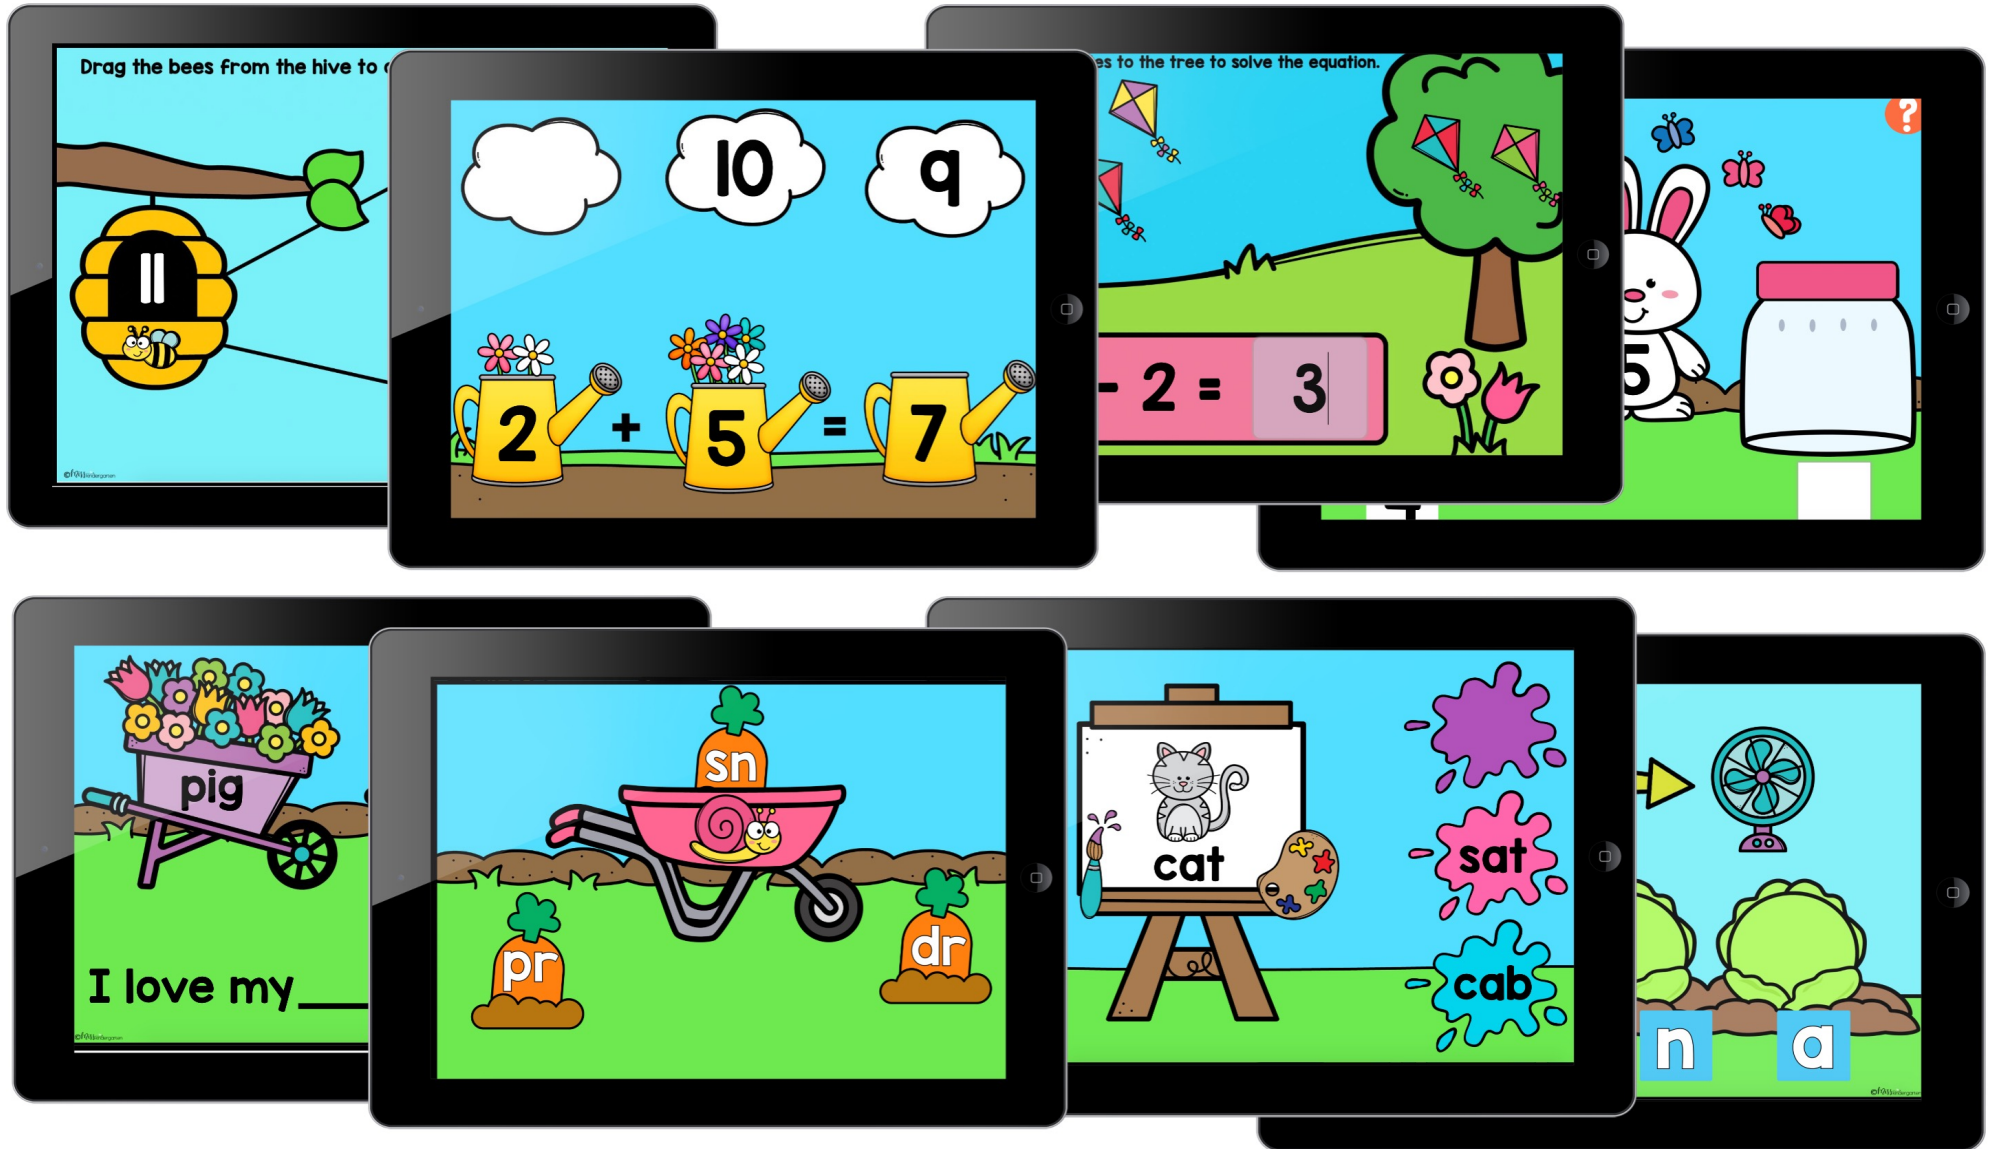 Drag the bees from the hive to
11
10
9
2 + 5 = 7
es to the tree to solve the equation.
- 2 = 3
?
5
pig
I love my___
sn
pr
dr
cat
sat
cab
n
a